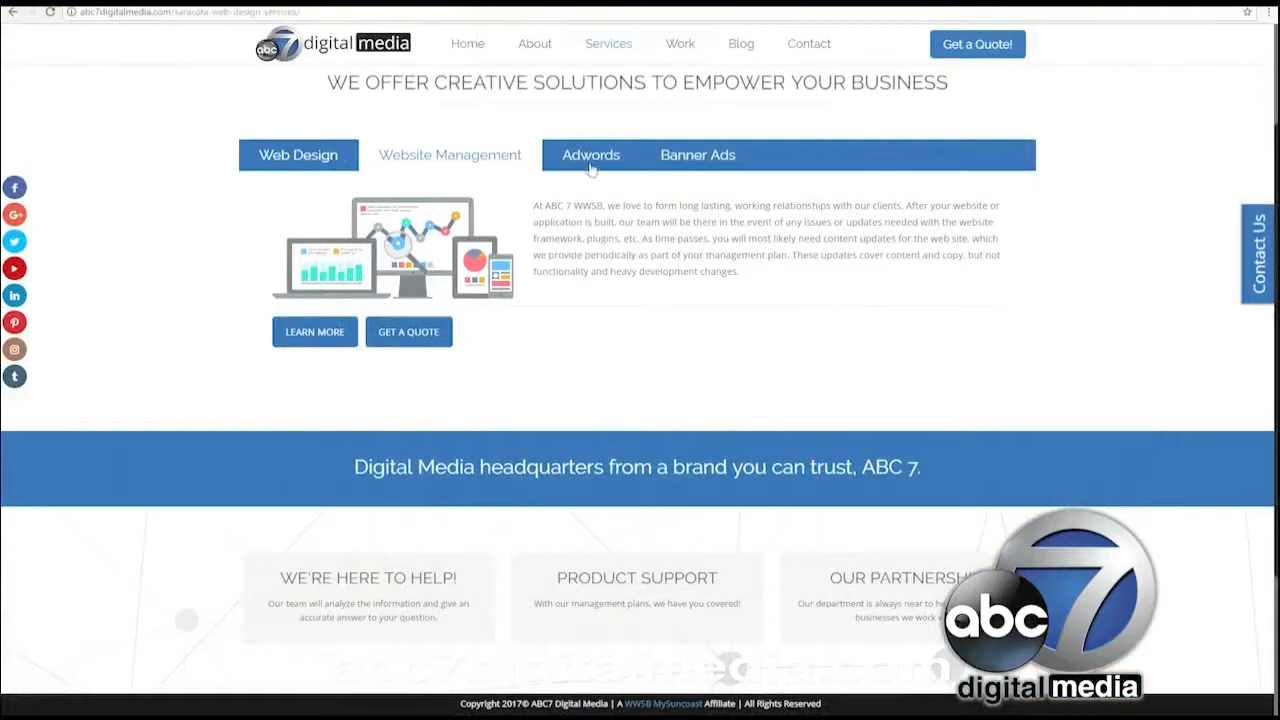 abc7digitalmedia.com/sarasota-web-design-services/
abc 7 digital media
Home
About
Services
Work
Blog
Contact
Get a Quote!
WE OFFER CREATIVE SOLUTIONS TO EMPOWER YOUR BUSINESS
Web Design
Website Management
Adwords
Banner Ads
At ABC 7 WWSB, we love to form long lasting, working relationships with our clients. After your website or
application is built, our team will be there in the event of any issues or updates needed with the website
framework, plugins, etc. As time passes, you will most likely need content updates for the web site, which
we provide periodically as part of your management plan. These updates cover content and copy, but not
functionality and heavy development changes.
LEARN MORE
GET A QUOTE
Contact Us
Digital Media headquarters from a brand you can trust, ABC 7.
WE'RE HERE TO HELP!
Our team will analyze the information and give an
accurate answer to your question.
PRODUCT SUPPORT
With our management plans, we have you covered!
OUR PARTNERSH
Our department is always near to
businesses we work
abc 7
digital media
abc7digitalmedia.com
Copyright 2017© ABC7 Digital Media | A WWSB MySuncoast Affiliate | All Rights Reserved